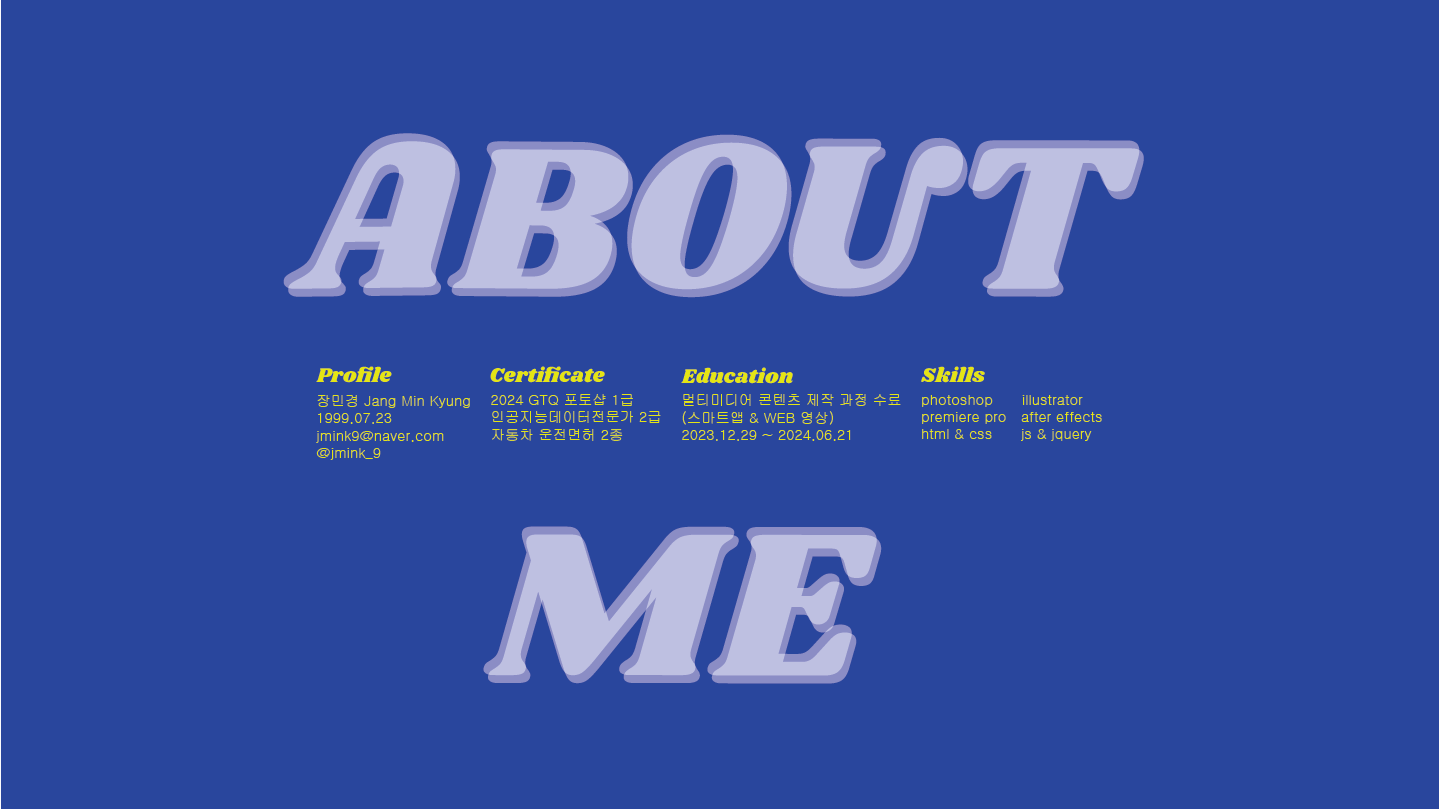 ABOUT
Profile
장민경 Jang Min Kyung
1999.07.23
jmink9@naver.com
@jmink_9
Certificate
2024 GTQ 포토샵 1급
인공지능데이터전문가 2급
자동차 운전면허 2종
Education
멀티미디어 콘텐츠 제작 과정 수료
(스마트앱 & WEB 영상)
2023.12.29 ~ 2024.06.21
Skills
photoshop illustrator
premiere pro after effects
html & css js & jquery
ME